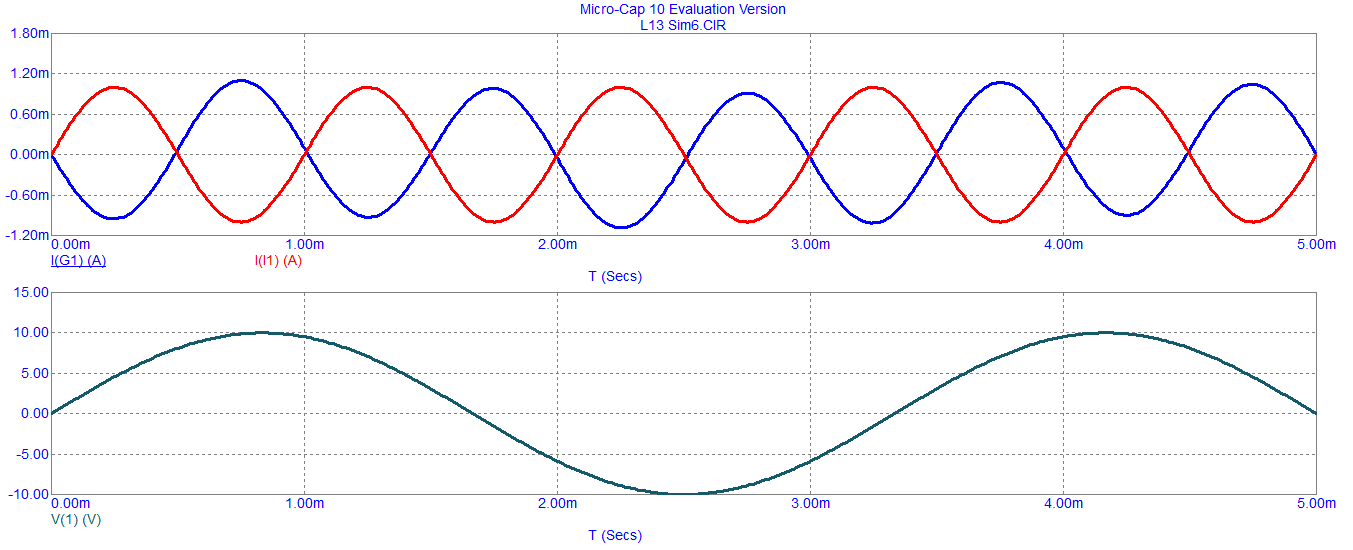 Micro-Cap 10 Evaluation Version
L13 Sim6.CIR
1.80m
1.20m
0.60m
0.00m
-0.60m
-1.20m
0.00m 1.00m 2.00m 3.00m 4.00m 5.00m
I(G1) (A) I(I1) (A)
T (Secs)
15.00
10.00
5.00
0.00
-5.00
-10.00
0.00m 1.00m 2.00m 3.00m 4.00m 5.00m
V(1) (V)
T (Secs)